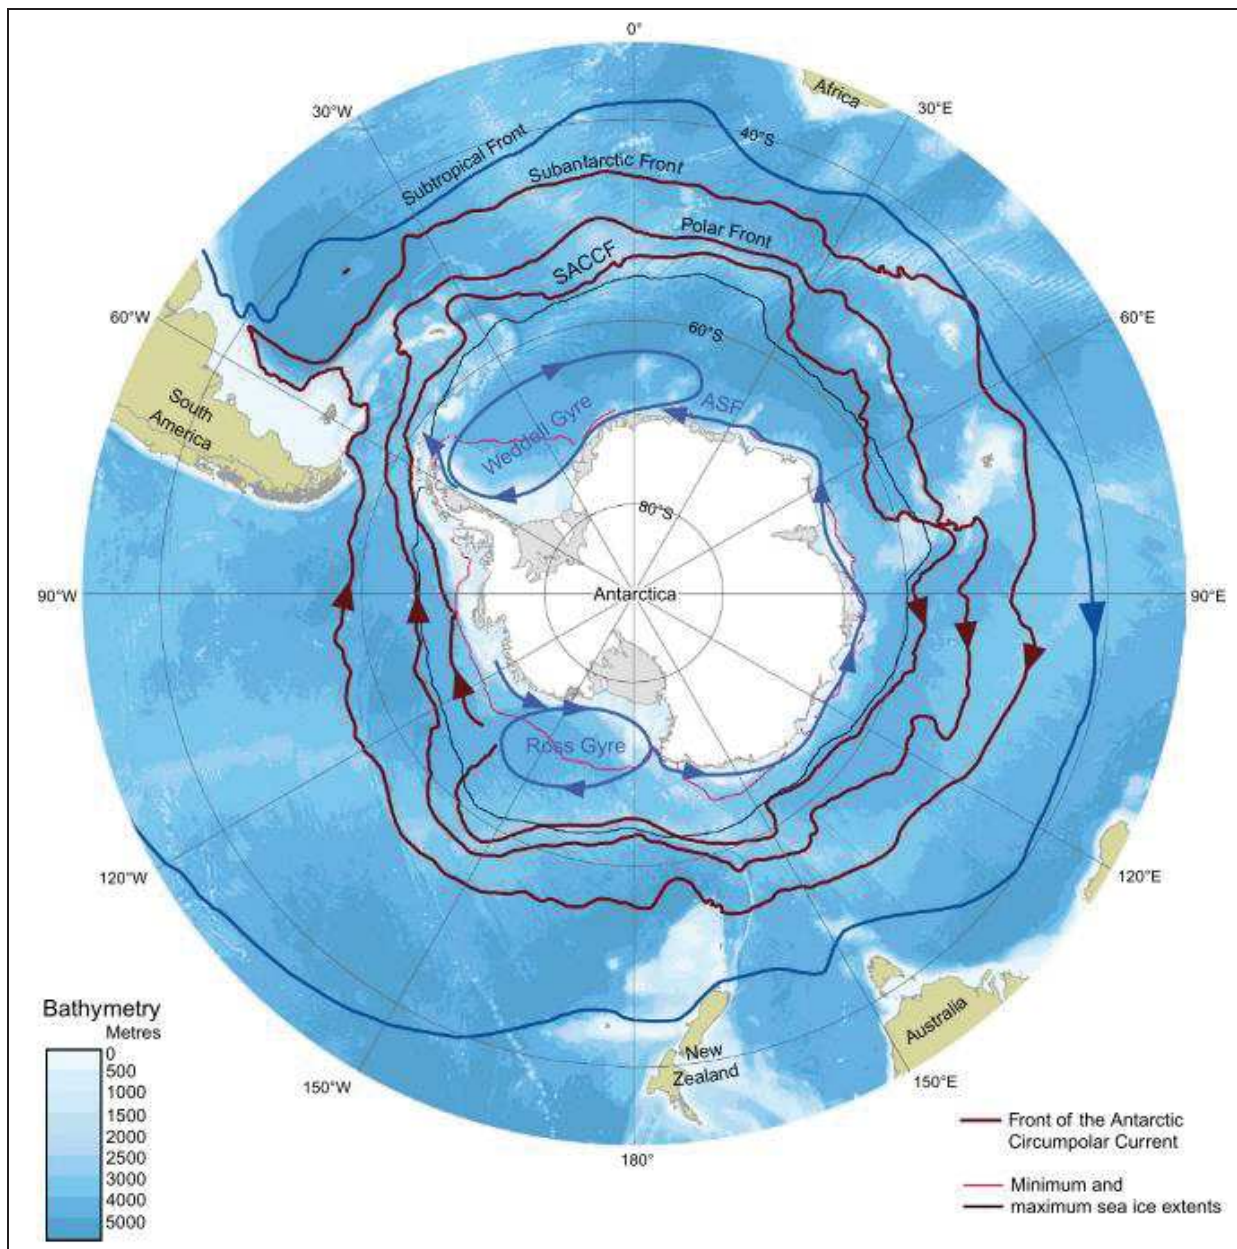 0°
30°W
Africa
30°E
40°S
Subtropical Front
Subantarctic Front
Polar Front
SACCF
60°W
60°S
60°E
South
America
Weddell Gyre
ASF
80°S
90°W
Antarctica
90°E
Ross Gyre
120°W
120°E
Australia
New
Zealand
150°W
150°E
180°
Bathymetry
Metres
0
500
1000
1500
2000
2500
3000
4000
5000
Front of the Antarctic
Circumpolar Current
Minimum and
maximum sea ice extents